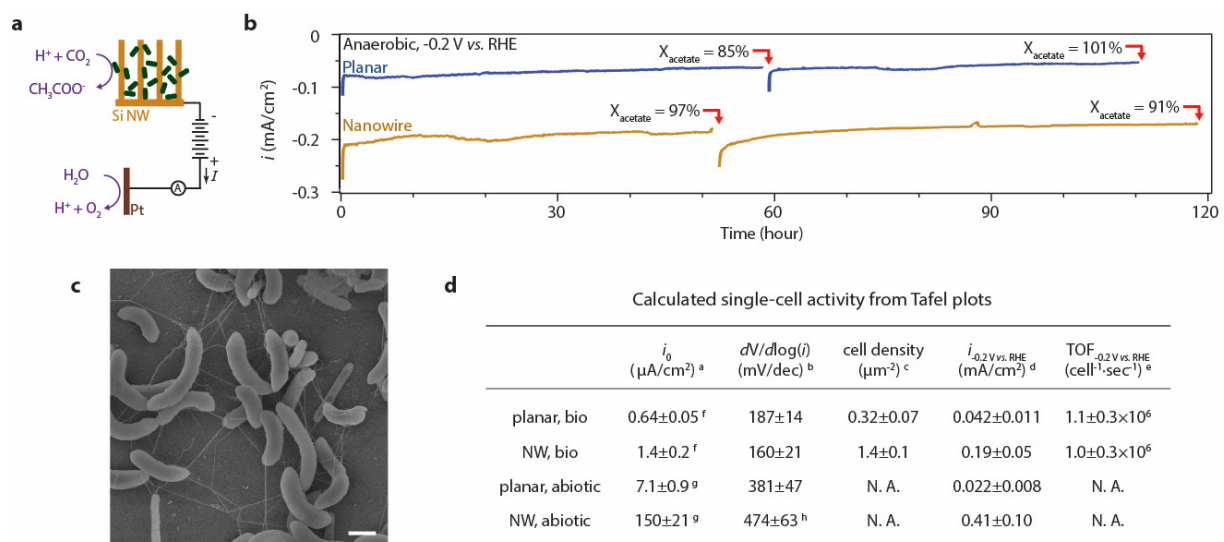 a
H⁺ + CO₂
CH₃COO⁻
Si NW
-
+
I
A
H₂O
H⁺ + O₂
Pt
b
0
-0.1
-0.2
-0.3
i (mA/cm²)
Anaerobic, -0.2 V vs. RHE
Planar
X acetate = 85%
X acetate = 101%
Nanowire
X acetate = 97%
X acetate = 91%
0 30 60 90 120
Time (hour)
c
d
Calculated single-cell activity from Tafel plots
i₀ dV/dlog(i) cell density i-0.2 V vs. RHE TOF-0.2 V vs. RHE
(μA/cm²) ᵃ (mV/dec) ᵇ (μm⁻²) ᶜ (mA/cm²) ᵈ (cell⁻¹·sec⁻¹) ᵉ
planar, bio 0.64±0.05 ᶠ 187±14 0.32±0.07 0.042±0.011 1.1±0.3×10⁶
NW, bio 1.4±0.2 ᶠ 160±21 1.4±0.1 0.19±0.05 1.0±0.3×10⁶
planar, abiotic 7.1±0.9 ᵍ 381±47 N. A. 0.022±0.008 N. A.
NW, abiotic 150±21 ᵍ 474±63 ʰ N. A. 0.41±0.10 N. A.